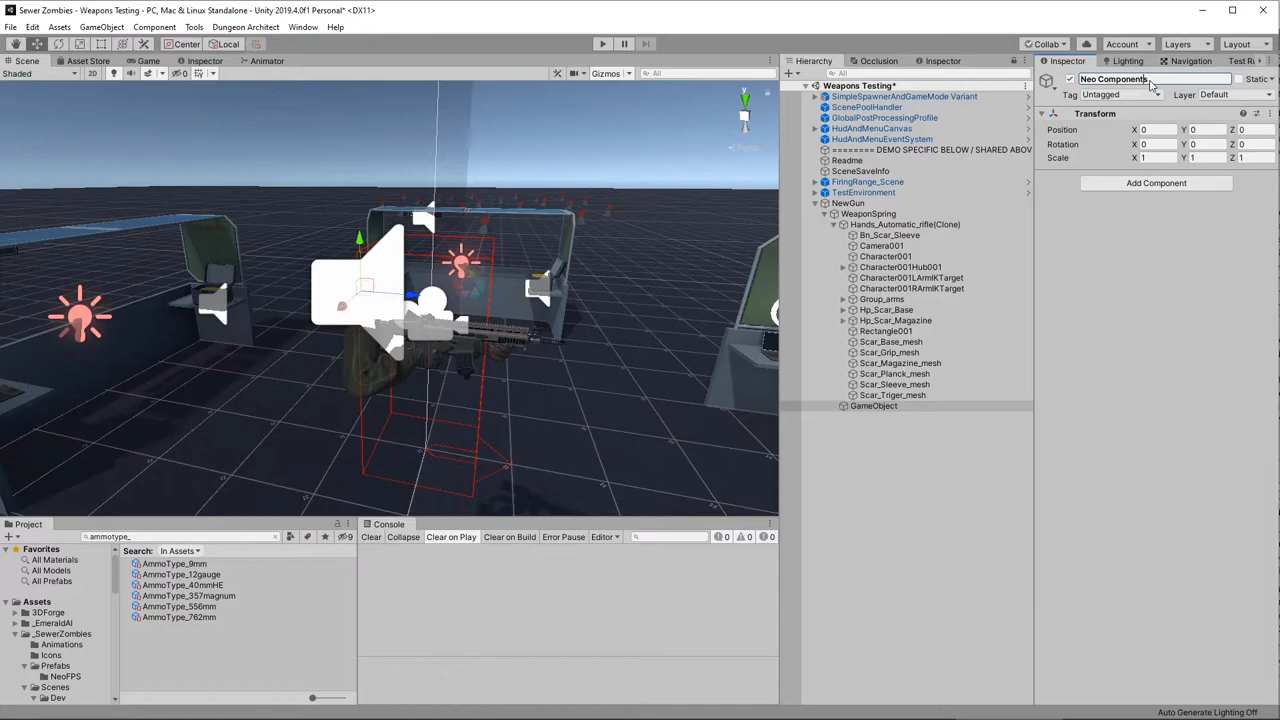 Sewer Zombies - Weapons Testing - PC, Mac & Linux Standalone - Unity 2019.4.0f1 Personal* <DX11>
File Edit Assets GameObject Component Tools Dungeon Architect Window Help
Center Local Collab Account Layers Layout
Scene Asset Store Game Inspector Animator
Hierarchy Occlusion Inspector
Inspector Lighting Navigation Test Ru
Shaded 2D 0 Gizmos All
All
Neo Components Static
Weapons Testing*
Tag Untagged Layer Default
SimpleSpawnerAndGameMode Variant
ScenePoolHandler
GlobalPostProcessingProfile
HudAndMenuCanvas
HudAndMenuEventSystem
======== DEMO SPECIFIC BELOW / SHARED ABOV
Readme
SceneSaveInfo
FiringRange_Scene
TestEnvironment
NewGun
WeaponSpring
Hands_Automatic_rifle(Clone)
Bn_Scar_Sleeve
Camera001
Character001
Character001Hub001
Character001LArmIKTarget
Character001RArmIKTarget
Group_arms
Hp_Scar_Base
Hp_Scar_Magazine
Rectangle001
Scar_Base_mesh
Scar_Grip_mesh
Scar_Magazine_mesh
Scar_Planck_mesh
Scar_Sleeve_mesh
Scar_Triger_mesh
GameObject
Transform
Position X 0 Y 0 Z 0
Rotation X 0 Y 0 Z 0
Scale X 1 Y 1 Z 1
Add Component
y
Persp
Project
ammotype_ 9
Favorites
All Materials
All Models
All Prefabs
Assets
3DForge
_EmeraldAI
_SewerZombies
Animations
Icons
Prefabs
NeoFPS
Scenes
Dev
Search: In Assets
AmmoType_9mm
AmmoType_12gauge
AmmoType_40mmHE
AmmoType_357magnum
AmmoType_556mm
AmmoType_762mm
Console
Clear Collapse Clear on Play Clear on Build Error Pause Editor 0 0 0
Auto Generate Lighting Off